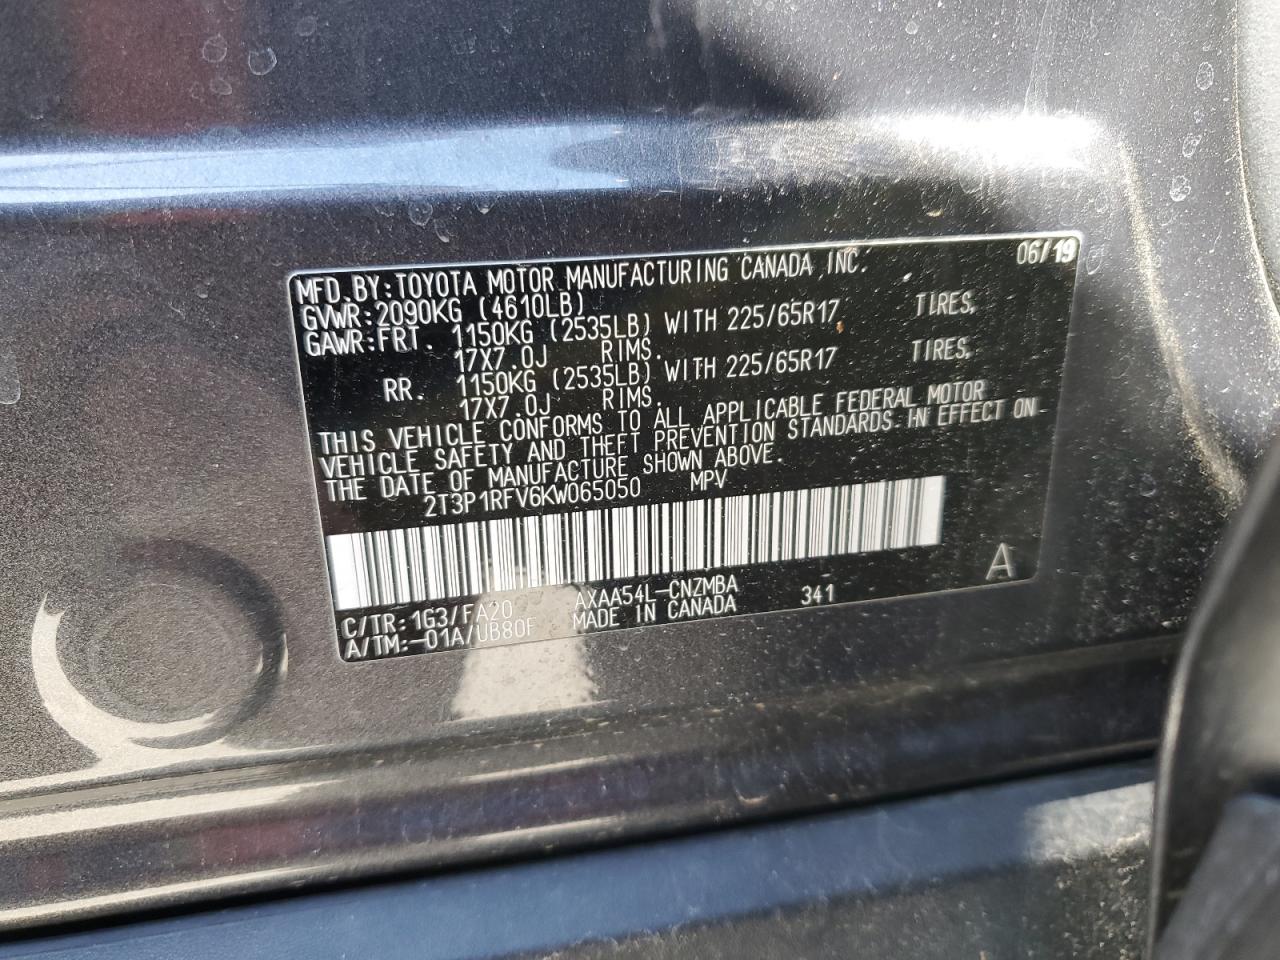 06/19
MFD.BY:TOYOTA MOTOR MANUFACTURING CANADA INC.
GVWR:2090KG (4610LB)
GAWR:FRT. 1150KG (2535LB) WITH 225/65R17 TIRES,
17X7.0J RIMS.
RR. 1150KG (2535LB) WITH 225/65R17 TIRES,
17X7.0J RIMS.
THIS VEHICLE CONFORMS TO ALL APPLICABLE FEDERAL MOTOR
VEHICLE SAFETY AND THEFT PREVENTION STANDARDS IN EFFECT ON
THE DATE OF MANUFACTURE SHOWN ABOVE.
2T3P1RFV6KW065050 MPV
C/TR:1G3/FA20 AXAA54L-CNZMBA 341 A
A/TM:-01A/UB80F MADE IN CANADA